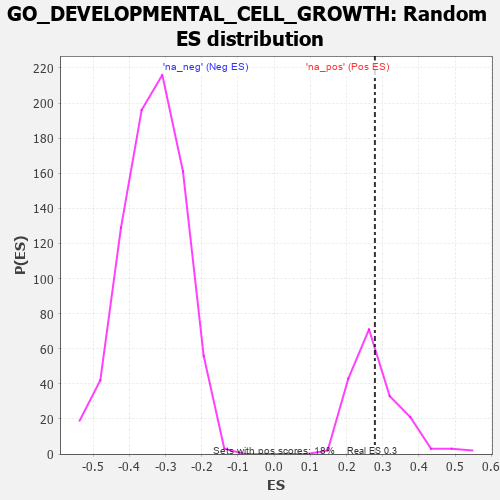 GO_DEVELOPMENTAL_CELL_GROWTH: Random
ES distribution
'na_neg' (Neg ES)
'na_pos' (Pos ES)
220
200
180
160
140
120
100
80
60
40
20
0
P(ES)
Sets with pos scores: 18%
Real ES 0.3
-0.5 -0.4 -0.3 -0.2 -0.1 0.0 0.1 0.2 0.3 0.4 0.5 0.6
ES